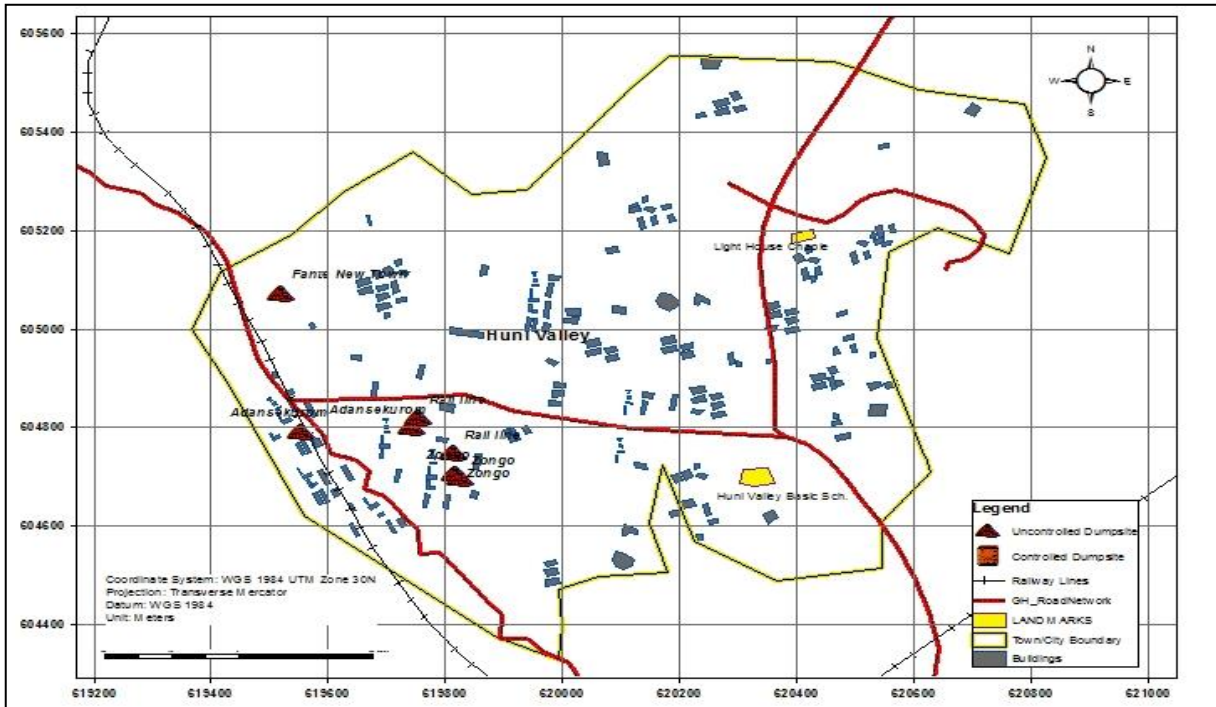 605600
605400
605200
605000
604800
604600
604400
619200 619400 619600 619800 620000 620200 620400 620600 620800 621000
N
W E
S
Light House Chaple
Fante New Town
Huni Valley
Rail line
Adansekurom
Adansekurom
Rail line
Zongo
Zongo
Zongo
Huni Valley Basic Sch.
Coordinate System: WGS 1984 UTM Zone 30N
Projection: Transverse Mercator
Datum: WGS 1984
Unit: Meters
Legend
Uncontrolled Dumpsite
Controlled Dumpsite
Railway Lines
GH_RoadNetwork
LANDMARKS
Town/City Boundary
Buildings